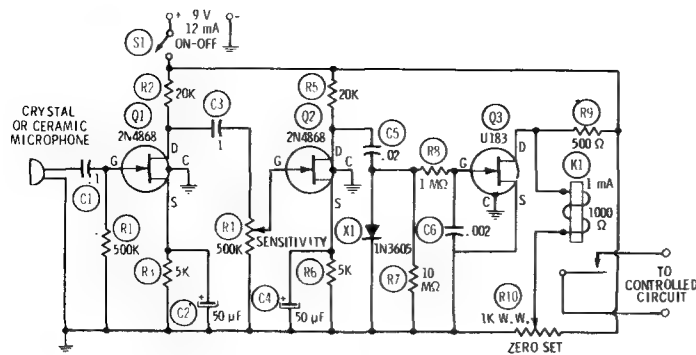 + 9 V -
12 mA
ON-OFF
S1
R2
20K
R5
20K
Q1
2N4868
C3
.1
Q2
2N4868
C5
.02
Q3
U183
R9
500 Ω
CRYSTAL
OR CERAMIC
MICROPHONE
D
C
G
S
D
C
G
S
R8
1 MΩ
D
G
C
S
K1
1 mA
1000
Ω
C1
.1
R1
500K
R1
500K
SENSITIVITY
X1
1N3605
C6
.002
R3
5K
R6
5K
R7
10
MΩ
R10
1K W.W.
ZERO SET
TO
CONTROLLED
CIRCUIT
C2
+
50 µF
C4
+
50 µF